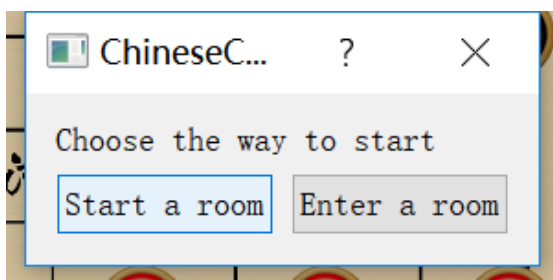 ChineseC... ?
Choose the way to start
Start a room Enter a room